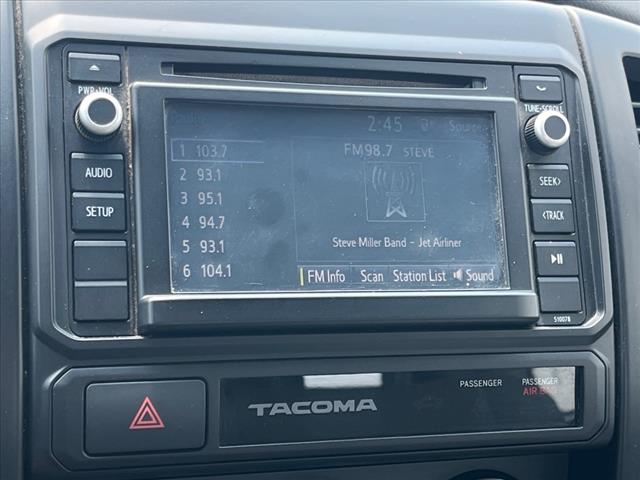 PWR•VOL
TUNE•SCROLL
2:45 Source
1 103.7
2 93.1
3 95.1
4 94.7
5 93.1
6 104.1
FM98.7 STEVE
Steve Miller Band - Jet Airliner
FM Info Scan Station List Sound
AUDIO
SETUP
SEEK>
<TRACK
510078
TACOMA
PASSENGER
PASSENGER
AIR BAG